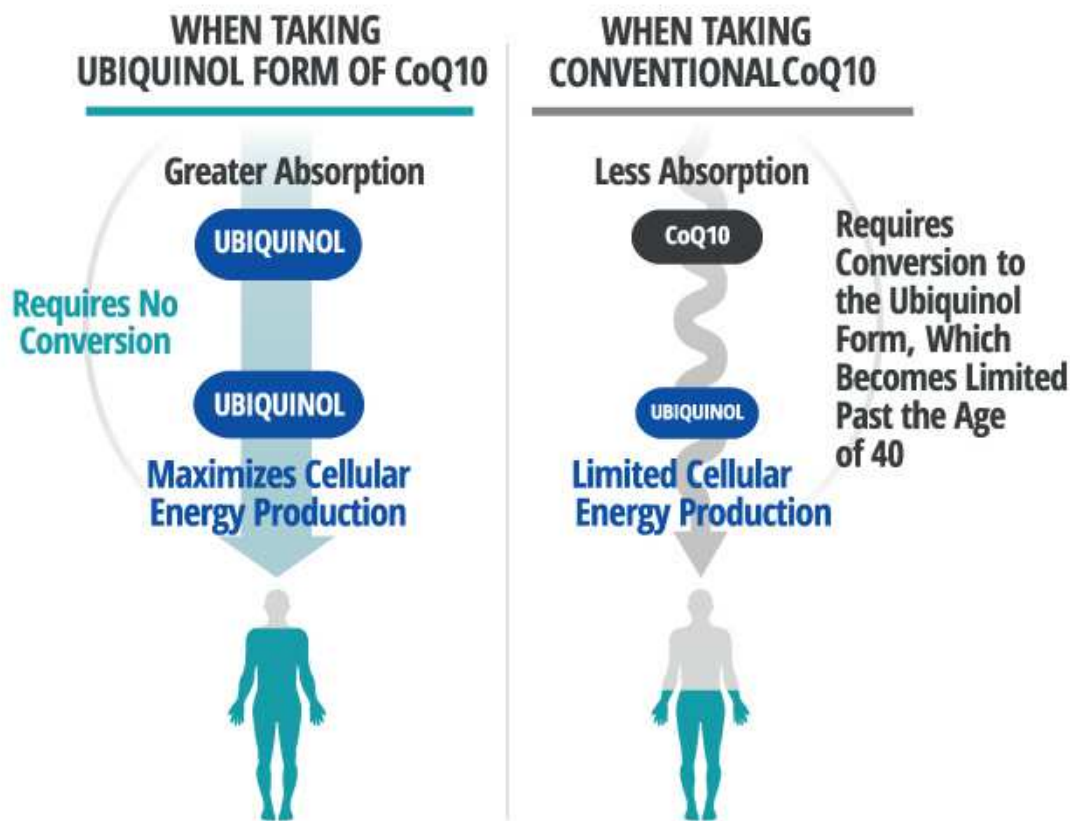 WHEN TAKING
UBIQUINOL FORM OF CoQ10
Greater Absorption
UBIQUINOL
Requires No
Conversion
UBIQUINOL
Maximizes Cellular
Energy Production
WHEN TAKING
CONVENTIONAL CoQ10
Less Absorption
CoQ10
Requires
Conversion to
the Ubiquinol
Form, Which
Becomes Limited
Past the Age
of 40
UBIQUINOL
Limited Cellular
Energy Production